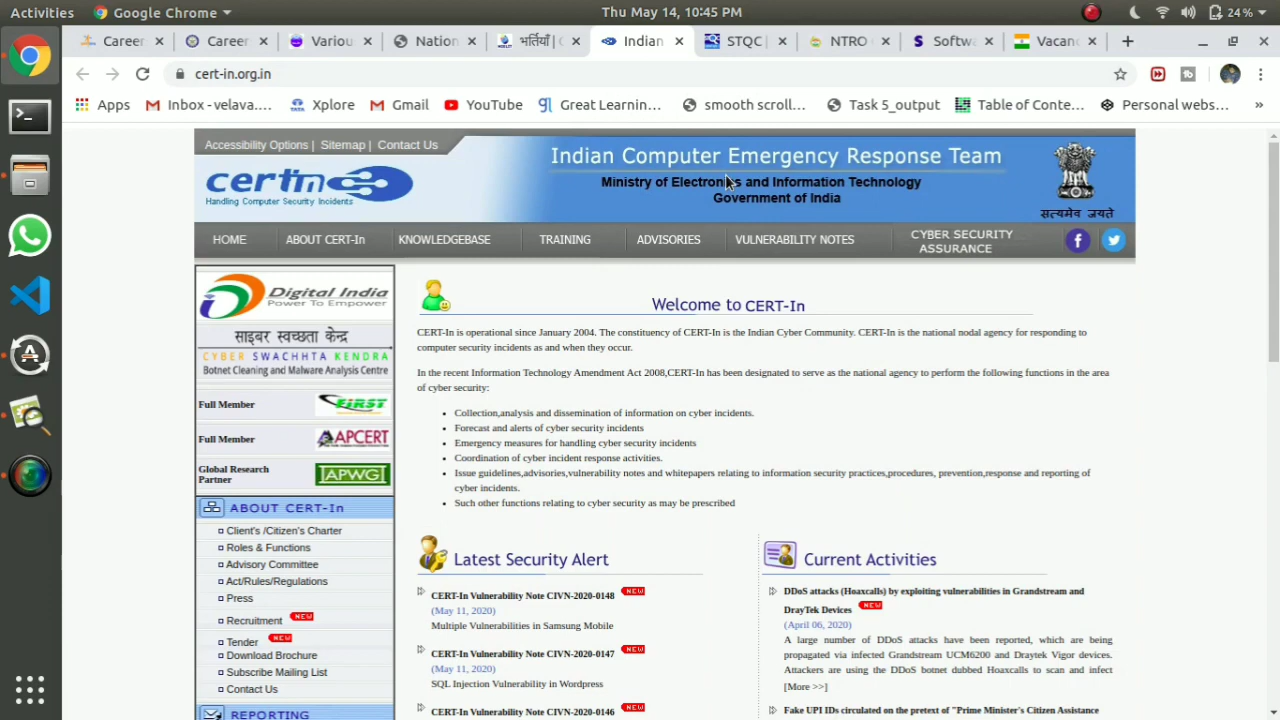 Activities
Google Chrome
Thu May 14, 10:45 PM
24 %
Career
Career
Variou
Nation
भर्तियाँ | C
Indian
STQC |
NTRO
Softwa
Vacanc
cert-in.org.in
Apps
Inbox - velava....
Xplore
Gmail
YouTube
Great Learnin...
smooth scroll...
Task 5_output
Table of Conte...
Personal webs...
»
Accessibility Options | Sitemap | Contact Us
Indian Computer Emergency Response Team
Ministry of Electronics and Information Technology
Government of India
Handling Computer Security Incidents
सत्यमेव जयते
HOME
ABOUT CERT-In
KNOWLEDGEBASE
TRAINING
ADVISORIES
VULNERABILITY NOTES
CYBER SECURITY
ASSURANCE
Digital India
Power To Empower
साइबर स्वच्छता केन्द्र
CYBER SWACHHTA KENDRA
Botnet Cleaning and Malware Analysis Centre
Full Member
FIRST
Full Member
APCERT
Global Research
Partner
APWG
ABOUT CERT-In
Client's /Citizen's Charter
Roles & Functions
Advisory Committee
Act/Rules/Regulations
Press
Recruitment NEW
Tender NEW
Download Brochure
Subscribe Mailing List
Contact Us
REPORTING
Welcome to CERT-In
CERT-In is operational since January 2004. The constituency of CERT-In is the Indian Cyber Community. CERT-In is the national nodal agency for responding to
computer security incidents as and when they occur.
In the recent Information Technology Amendment Act 2008,CERT-In has been designated to serve as the national agency to perform the following functions in the area
of cyber security:
Collection,analysis and dissemination of information on cyber incidents.
Forecast and alerts of cyber security incidents
Emergency measures for handling cyber security incidents
Coordination of cyber incident response activities.
Issue guidelines,advisories,vulnerability notes and whitepapers relating to information security practices,procedures, prevention,response and reporting of
cyber incidents.
Such other functions relating to cyber security as may be prescribed
Latest Security Alert
CERT-In Vulnerability Note CIVN-2020-0148 NEW
(May 11, 2020)
Multiple Vulnerabilities in Samsung Mobile
CERT-In Vulnerability Note CIVN-2020-0147 NEW
(May 11, 2020)
SQL Injection Vulnerability in Wordpress
CERT-In Vulnerability Note CIVN-2020-0146 NEW
Current Activities
DDoS attacks (Hoaxcalls) by exploiting vulnerabilities in Grandstream and
DrayTek Devices NEW
(April 06, 2020)
A large number of DDoS attacks have been reported, which are being
propagated via infected Grandstream UCM6200 and Draytek Vigor devices.
Attackers are using the DDoS botnet dubbed Hoaxcalls to scan and infect
[More >>]
Fake UPI IDs circulated on the pretext of "Prime Minister's Citizen Assistance